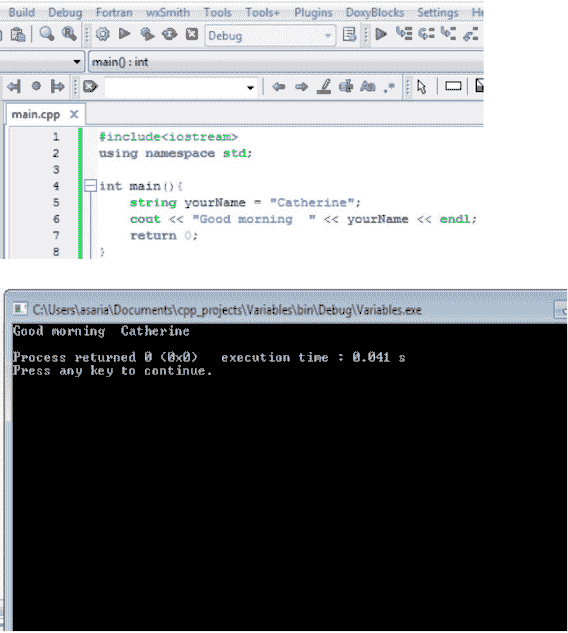 Build Debug Fortran wxSmith Tools Tools+ Plugins DoxyBlocks Settings
Debug
main() : int
main.cpp
1 #include<iostream>
2 using namespace std;
3
4 int main(){
5 string yourName = "Catherine";
6 cout << "Good morning  " << yourName << endl;
7 return 0;
8 }
C:\Users\asaria\Documents\cpp_projects\Variables\bin\Debug\Variables.exe
Good morning  Catherine
Process returned 0 (0x0)   execution time : 0.041 s
Press any key to continue.